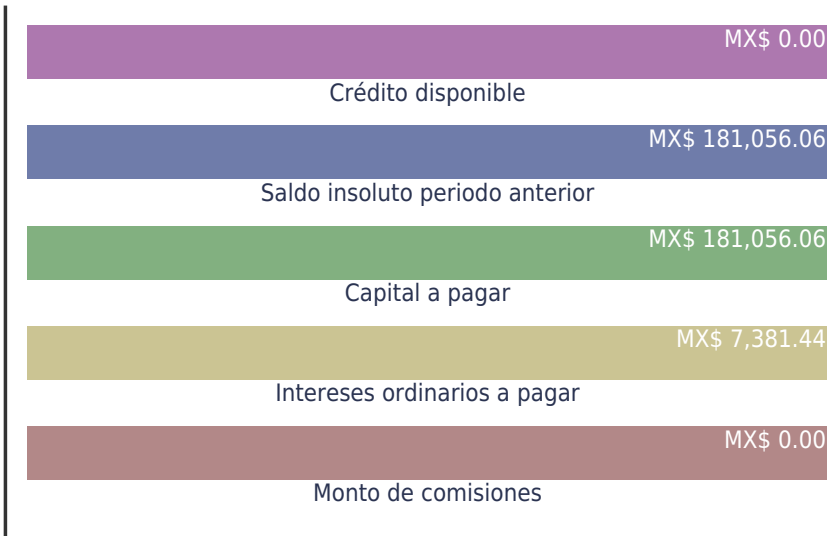 MX$ 0.00
Crédito disponible
MX$ 181,056.06
Saldo insoluto periodo anterior
MX$ 181,056.06
Capital a pagar
MX$ 7,381.44
Intereses ordinarios a pagar
MX$ 0.00
Monto de comisiones